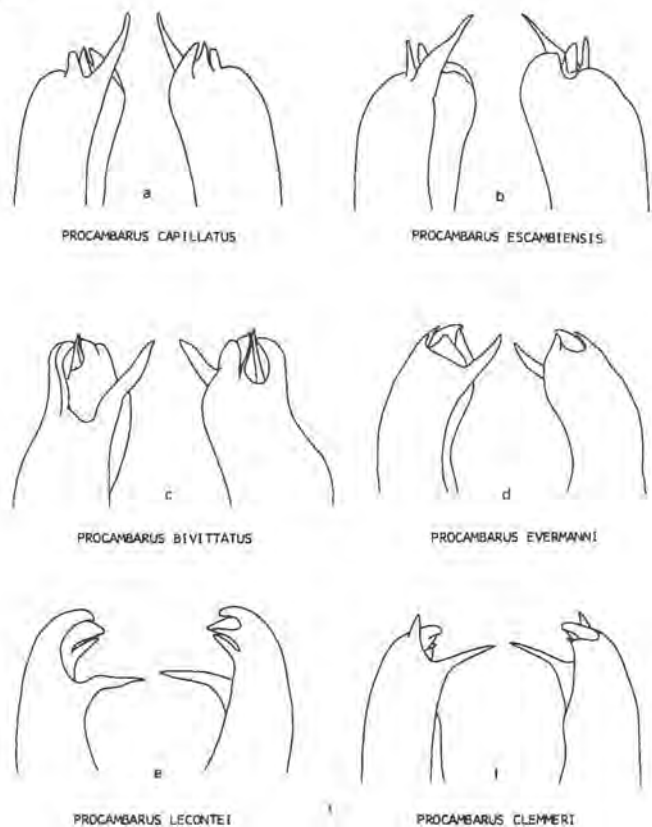 a
b
PROCAMBARUS CAPILLATUS
PROCAMBARUS ESCAMBIENSIS
c
d
PROCAMBARUS BIVITTATUS
PROCAMBARUS EVERMANNI
e
f
PROCAMBARUS LECONTEI
PROCAMBARUS CLEMMERI